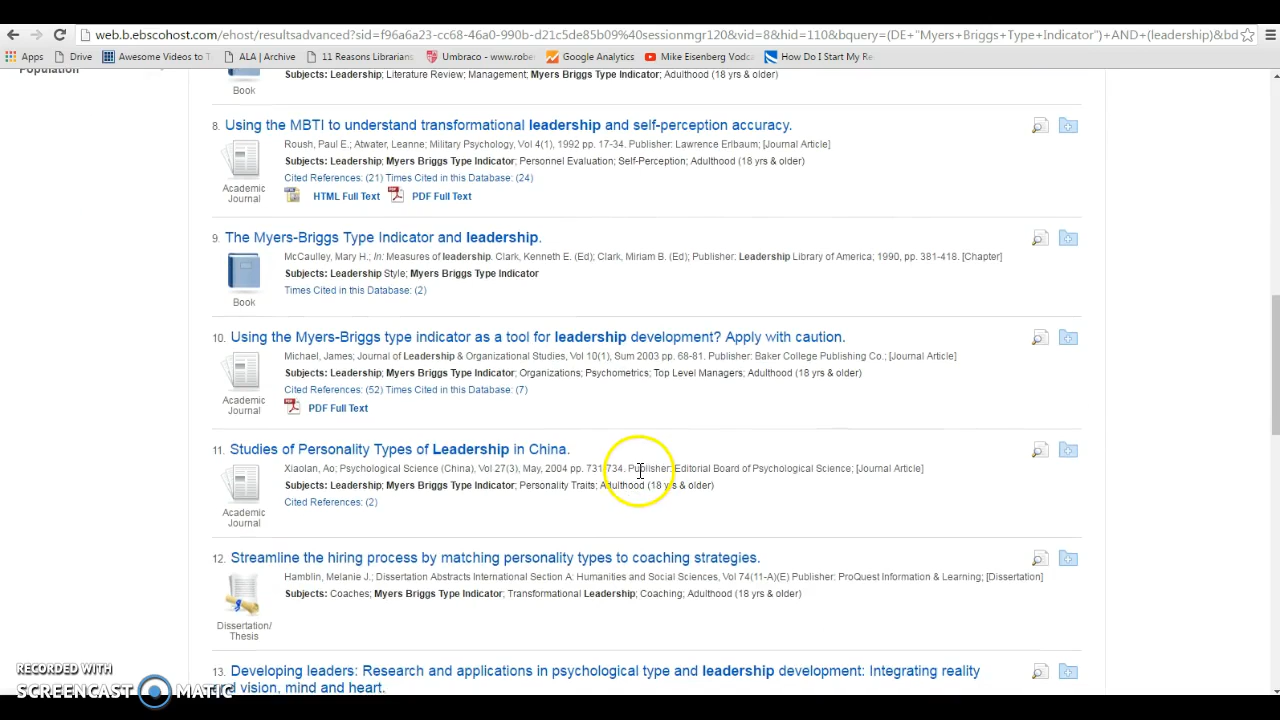 web.b.ebscohost.com/ehost/resultsadvanced?sid=f96a6a23-cc68-46a0-990b-d21c5de85b09%40sessionmgr120&vid=8&hid=110&bquery=(DE+"Myers+Briggs+Type+Indicator")+AND+(leadership)&bd
Apps Drive Awesome Videos to T ALA | Archive 11 Reasons Librarians Umbraco - www.robe Google Analytics Mike Eisenberg Vodca How Do I Start My Re
Population
Subjects: Leadership; Literature Review; Management; Myers Briggs Type Indicator; Adulthood (18 yrs & older)
Book
8. Using the MBTI to understand transformational leadership and self-perception accuracy.
Roush, Paul E.; Atwater, Leanne; Military Psychology, Vol 4(1), 1992 pp. 17-34. Publisher: Lawrence Erlbaum; [Journal Article]
Subjects: Leadership; Myers Briggs Type Indicator; Personnel Evaluation; Self-Perception; Adulthood (18 yrs & older)
Cited References: (21) Times Cited in this Database: (24)
Academic
Journal
HTML Full Text PDF Full Text
9. The Myers-Briggs Type Indicator and leadership.
McCaulley, Mary H.; In: Measures of leadership. Clark, Kenneth E. (Ed); Clark, Miriam B. (Ed); Publisher: Leadership Library of America; 1990, pp. 381-418. [Chapter]
Subjects: Leadership Style; Myers Briggs Type Indicator
Times Cited in this Database: (2)
Book
10. Using the Myers-Briggs type indicator as a tool for leadership development? Apply with caution.
Michael, James; Journal of Leadership & Organizational Studies, Vol 10(1), Sum 2003 pp. 68-81. Publisher: Baker College Publishing Co.; [Journal Article]
Subjects: Leadership; Myers Briggs Type Indicator; Organizations; Psychometrics; Top Level Managers; Adulthood (18 yrs & older)
Cited References: (52) Times Cited in this Database: (7)
Academic
Journal
PDF Full Text
11. Studies of Personality Types of Leadership in China.
Xiaolan, Ao; Psychological Science (China), Vol 27(3), May, 2004 pp. 731-734. Publisher: Editorial Board of Psychological Science; [Journal Article]
Subjects: Leadership; Myers Briggs Type Indicator; Personality Traits; Adulthood (18 yrs & older)
Cited References: (2)
Academic
Journal
12. Streamline the hiring process by matching personality types to coaching strategies.
Hamblin, Melanie J.; Dissertation Abstracts International Section A: Humanities and Social Sciences, Vol 74(11-A)(E) Publisher: ProQuest Information & Learning; [Dissertation]
Subjects: Coaches; Myers Briggs Type Indicator; Transformational Leadership; Coaching; Adulthood (18 yrs & older)
Dissertation/
Thesis
13. Developing leaders: Research and applications in psychological type and leadership development: Integrating reality
and vision, mind and heart.
RECORDED WITH
SCREENCAST MATIC